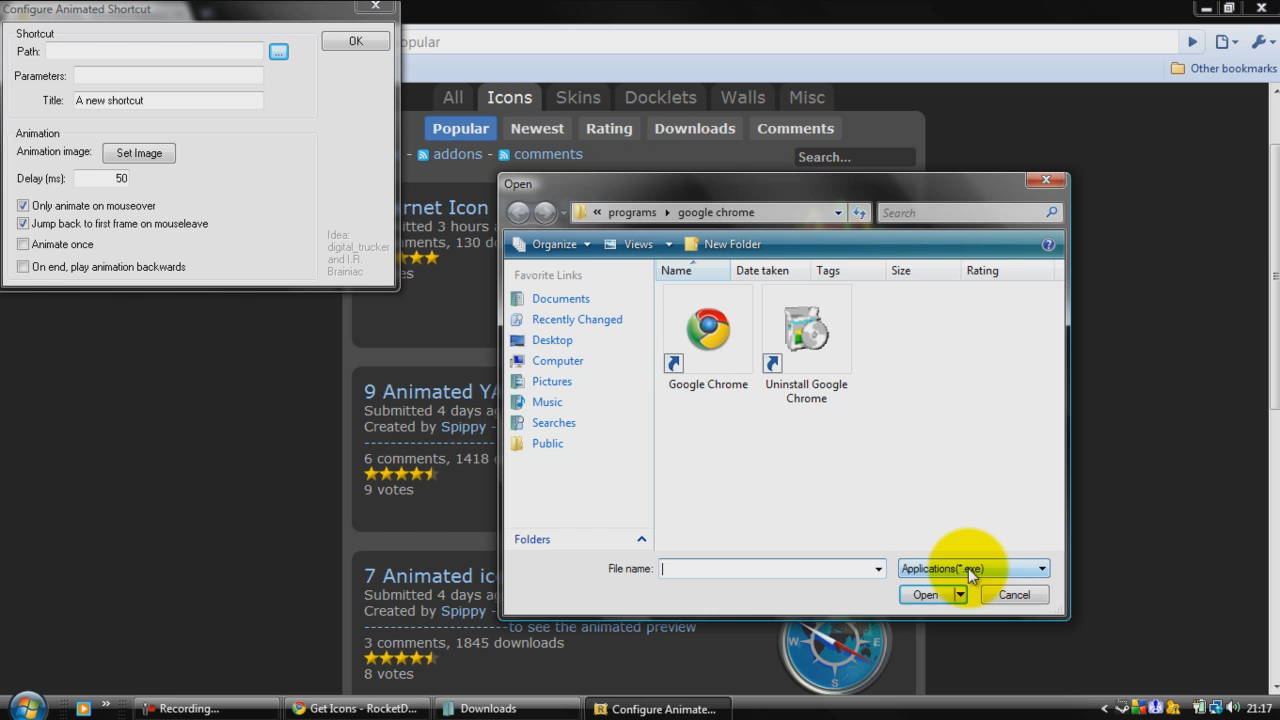 Configure Animated Shortcut
Shortcut
Path:
...
OK
Parameters:
Title: A new shortcut
Animation
Animation image: Set Image
Delay (ms): 50
Only animate on mouseover
Jump back to first frame on mouseleave
Animate once
On end, play animation backwards
Idea:
digital_trucker
and I.R.
Brainiac
opular
Other bookmarks
All Icons Skins Docklets Walls Misc
Popular Newest Rating Downloads Comments
- addons - comments
Search...
rnet Icon
tted 3 hours a
ments, 130 d
es
9 Animated YA
Submitted 4 days ag
Created by Spippy -
6 comments, 1418 d
9 votes
7 Animated ic
Submitted 4 days ag
Created by Spippy -
to see the animated preview
3 comments, 1845 downloads
8 votes
W E
S
Open
« programs google chrome
Search
Organize Views New Folder ?
Favorite Links
Documents
Recently Changed
Desktop
Computer
Pictures
Music
Searches
Public
Folders
Name Date taken Tags Size Rating
Google Chrome
Uninstall Google
Chrome
File name:
Applications(*.exe)
Open Cancel
» Recording... Get Icons - RocketD... Downloads Configure Animate... 21:17